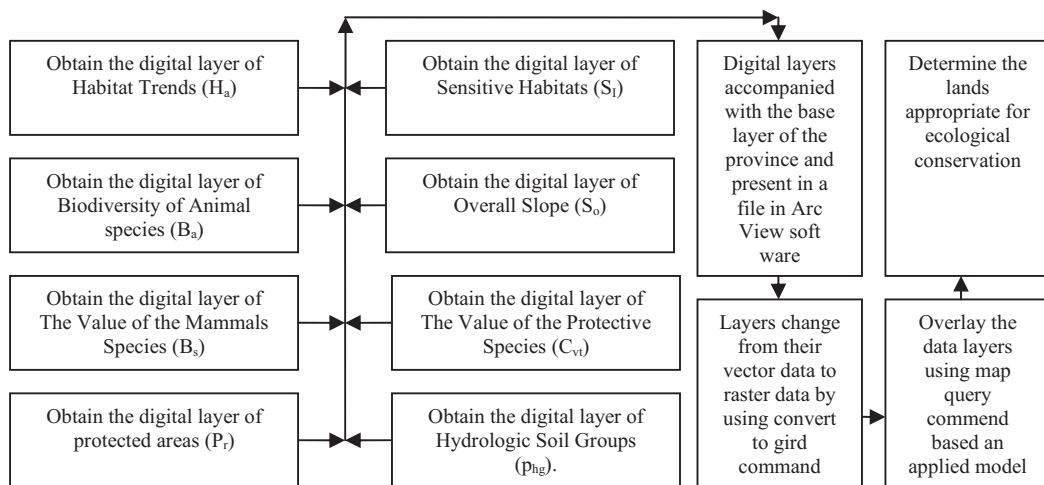 Obtain the digital layer of
Habitat Trends (Ha)
Obtain the digital layer of
Biodiversity of Animal
species (Ba)
Obtain the digital layer of
The Value of the Mammals
Species (Bs)
Obtain the digital layer of
protected areas (Pr)
Obtain the digital layer of
Sensitive Habitats (Sl)
Obtain the digital layer of
Overall Slope (So)
Obtain the digital layer of
The Value of the Protective
Species (Cvt)
Obtain the digital layer of
Hydrologic Soil Groups
(phg).
Digital layers
accompanied
with the base
layer of the
province and
present in a
file in Arc
View soft
ware
Layers change
from their
vector data to
raster data by
using convert
to gird
command
Overlay the
data layers
using map
query
commend
based an
applied model
Determine the
lands
appropriate for
ecological
conservation